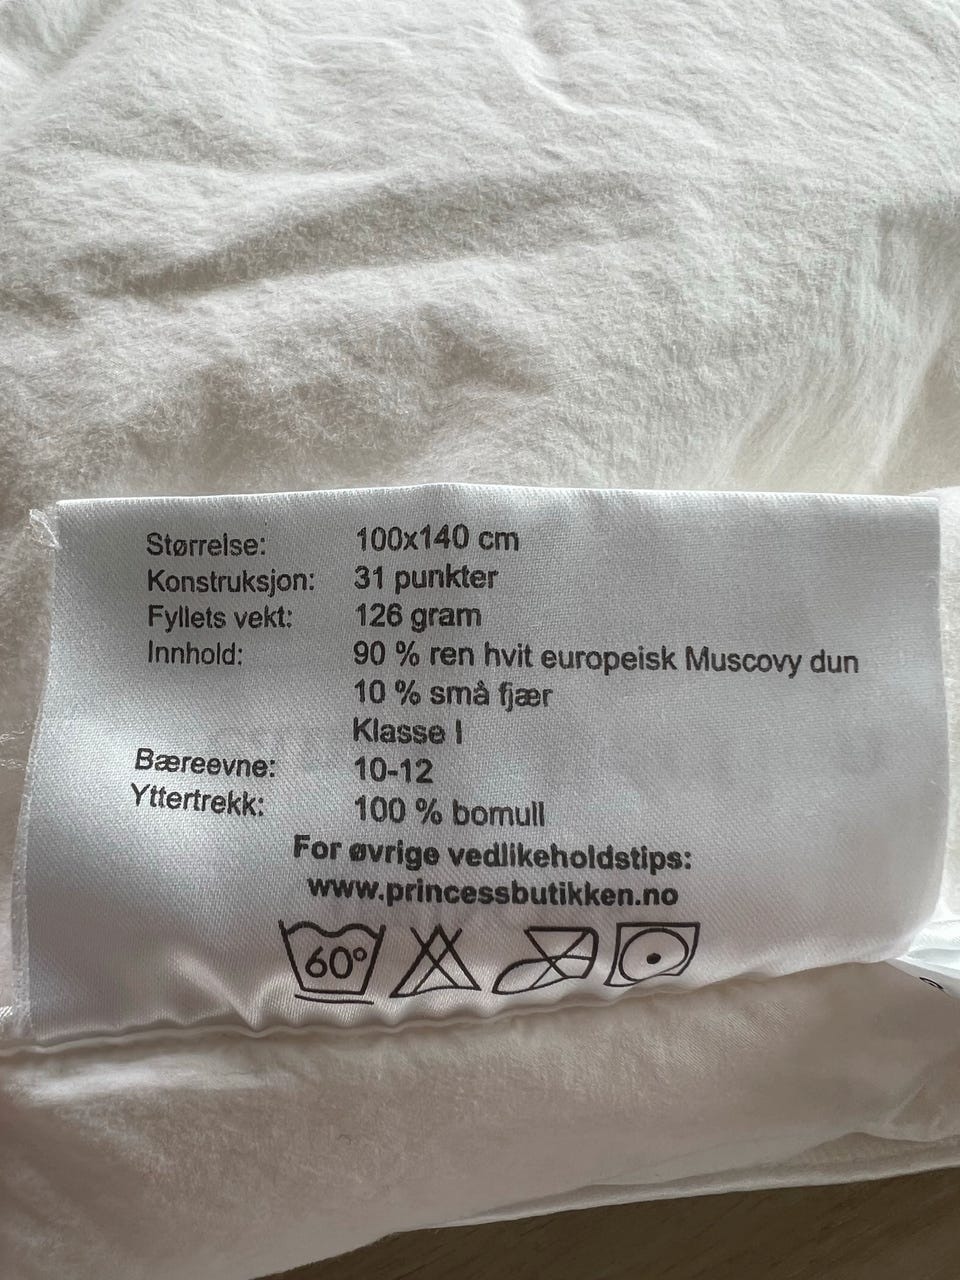 Størrelse: 100x140 cm
Konstruksjon: 31 punkter
Fyllets vekt: 126 gram
Innhold: 90 % ren hvit europeisk Muscovy dun
10 % små fjær
Klasse I
Bæreevne: 10-12
Yttertrekk: 100 % bomull
For øvrige vedlikeholdstips:
www.princessbutikken.no
60°